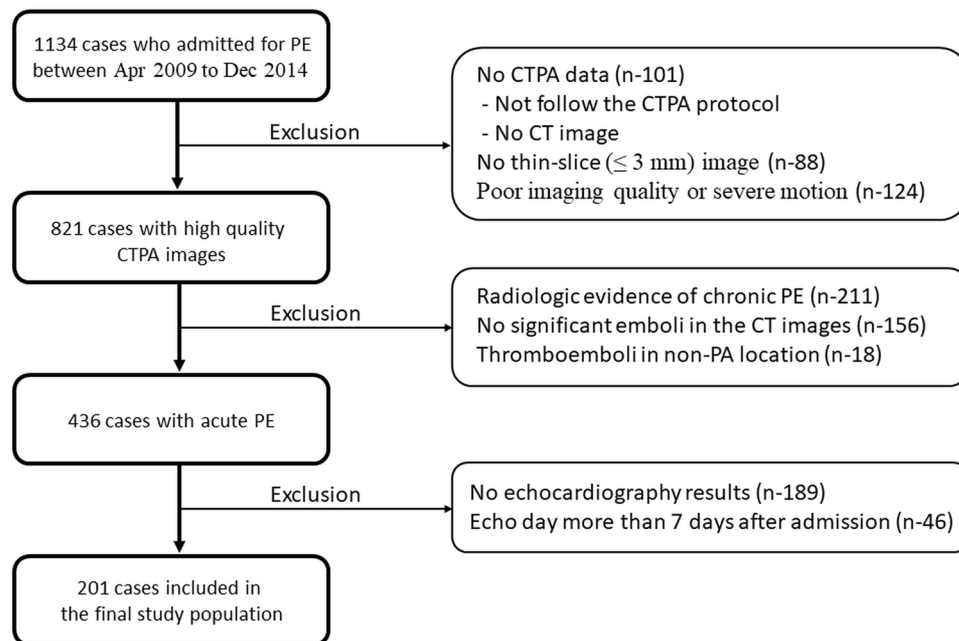 1134 cases who admitted for PE
between Apr 2009 to Dec 2014
Exclusion
No CTPA data (n-101)
- Not follow the CTPA protocol
- No CT image
No thin-slice (≤ 3 mm) image (n-88)
Poor imaging quality or severe motion (n-124)
821 cases with high quality
CTPA images
Exclusion
Radiologic evidence of chronic PE (n-211)
No significant emboli in the CT images (n-156)
Thromboemboli in non-PA location (n-18)
436 cases with acute PE
Exclusion
No echocardiography results (n-189)
Echo day more than 7 days after admission (n-46)
201 cases included in
the final study population